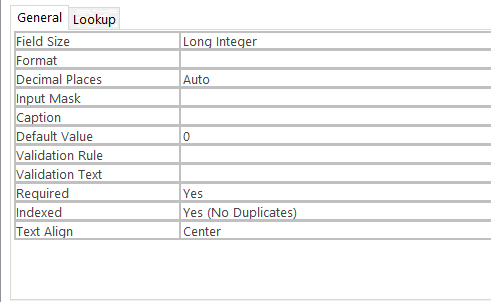 General Lookup
Field Size Long Integer
Format
Decimal Places Auto
Input Mask
Caption
Default Value 0
Validation Rule
Validation Text
Required Yes
Indexed Yes (No Duplicates)
Text Align Center